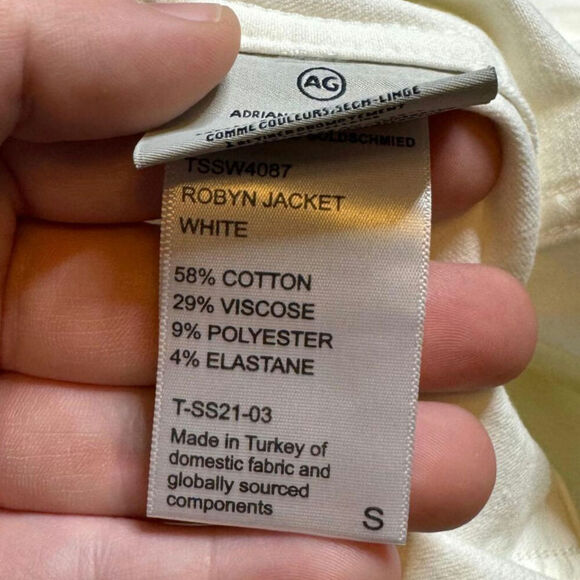 AG
ADRIAN
COMME COULEURS, SECH-LINGE
GOLDSCHMIED
TSSW4087
ROBYN JACKET
WHITE
58% COTTON
29% VISCOSE
9% POLYESTER
4% ELASTANE
T-SS21-03
Made in Turkey of
domestic fabric and
globally sourced
components
S